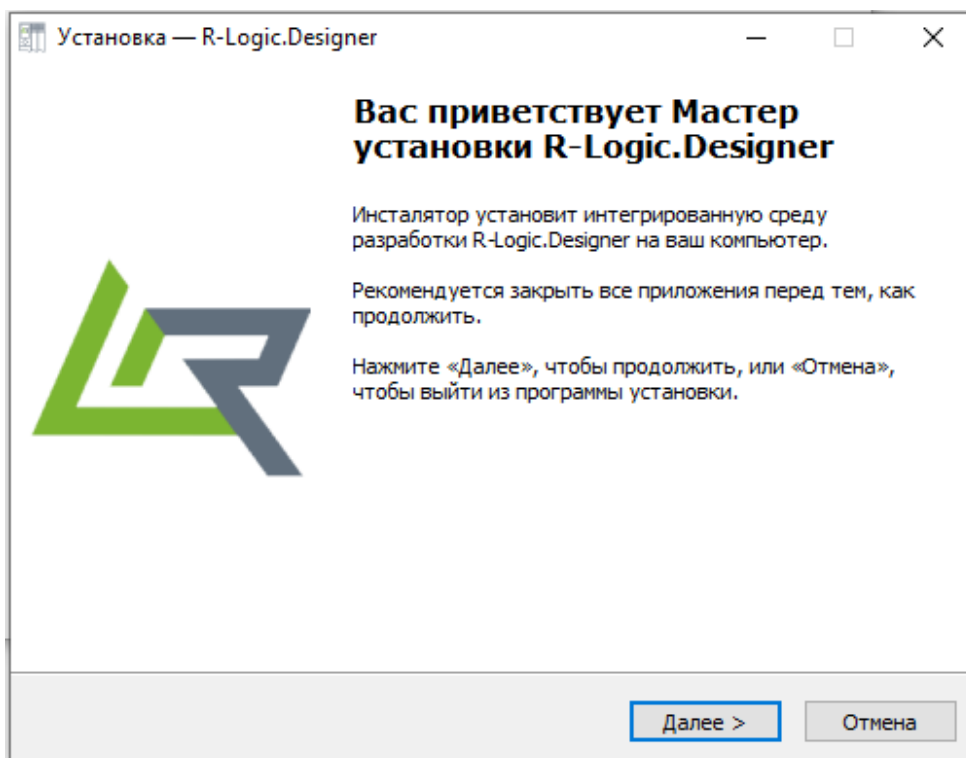 Установка — R-Logic.Designer
Вас приветствует Мастер
установки R-Logic.Designer
Инсталятор установит интегрированную среду
разработки R-Logic.Designer на ваш компьютер.
Рекомендуется закрыть все приложения перед тем, как
продолжить.
Нажмите «Далее», чтобы продолжить, или «Отмена»,
чтобы выйти из программы установки.
Далее >
Отмена